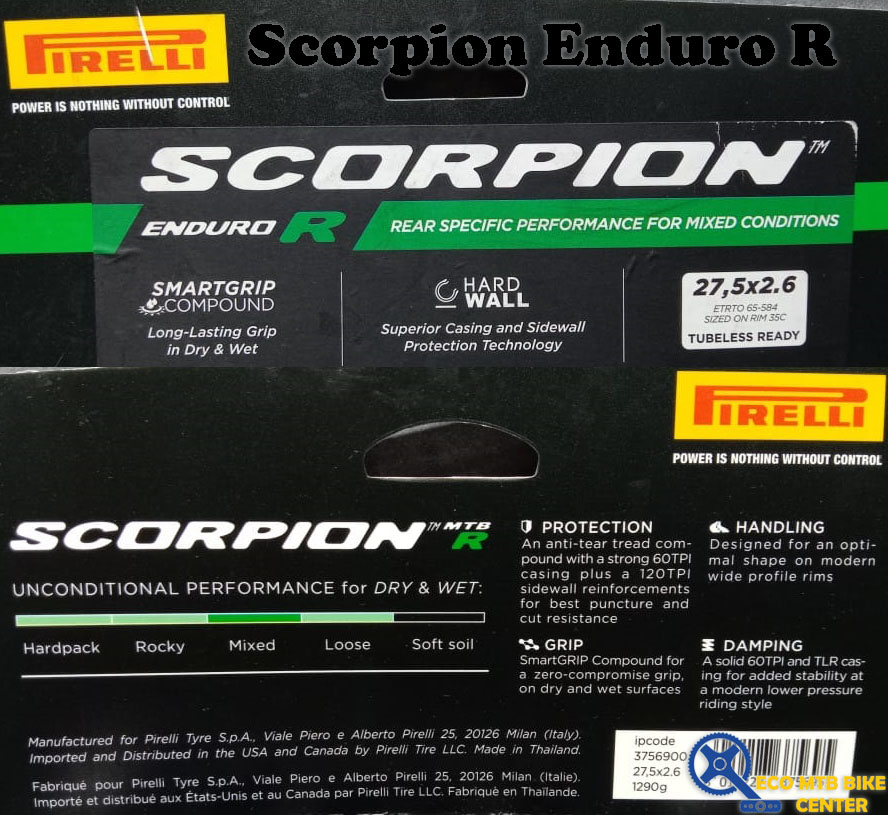 PIRELLI
Scorpion Enduro R
POWER IS NOTHING WITHOUT CONTROL
SCORPION™
ENDURO R
REAR SPECIFIC PERFORMANCE FOR MIXED CONDITIONS
SMARTGRIP
COMPOUND
Long-Lasting Grip
in Dry & Wet
HARD
WALL
Superior Casing and Sidewall
Protection Technology
27,5x2.6
ETRTO 65-584
SIZED ON RIM 35C
TUBELESS READY
PIRELLI
POWER IS NOTHING WITHOUT CONTROL
SCORPION™ MTB
R
UNCONDITIONAL PERFORMANCE for DRY & WET:
Hardpack Rocky Mixed Loose Soft soil
PROTECTION
An anti-tear tread com-
pound with a strong 60TPI
casing plus a 120TPI
sidewall reinforcements
for best puncture and
cut resistance
HANDLING
Designed for an opti-
mal shape on modern
wide profile rims
GRIP
SmartGRIP Compound for
a zero-compromise grip,
on dry and wet surfaces
DAMPING
A solid 60TPI and TLR cas-
ing for added stability at
a modern lower pressure
riding style
Manufactured for Pirelli Tyre S.p.A., Viale Piero e Alberto Pirelli 25, 20126 Milan (Italy).
Imported and Distributed in the USA and Canada by Pirelli Tire LLC. Made in Thailand.
Fabriqué pour Pirelli Tyre S.p.A., Viale Piero e Alberto Pirelli 25, 20126 Milan (Italie).
Importé et distribué aux États-Unis et au Canada par Pirelli Tire LLC. Fabriqué en Thaïlande.
ipcode
3756900
27,5x2.6
1290g
ECO MTB BIKE
CENTER